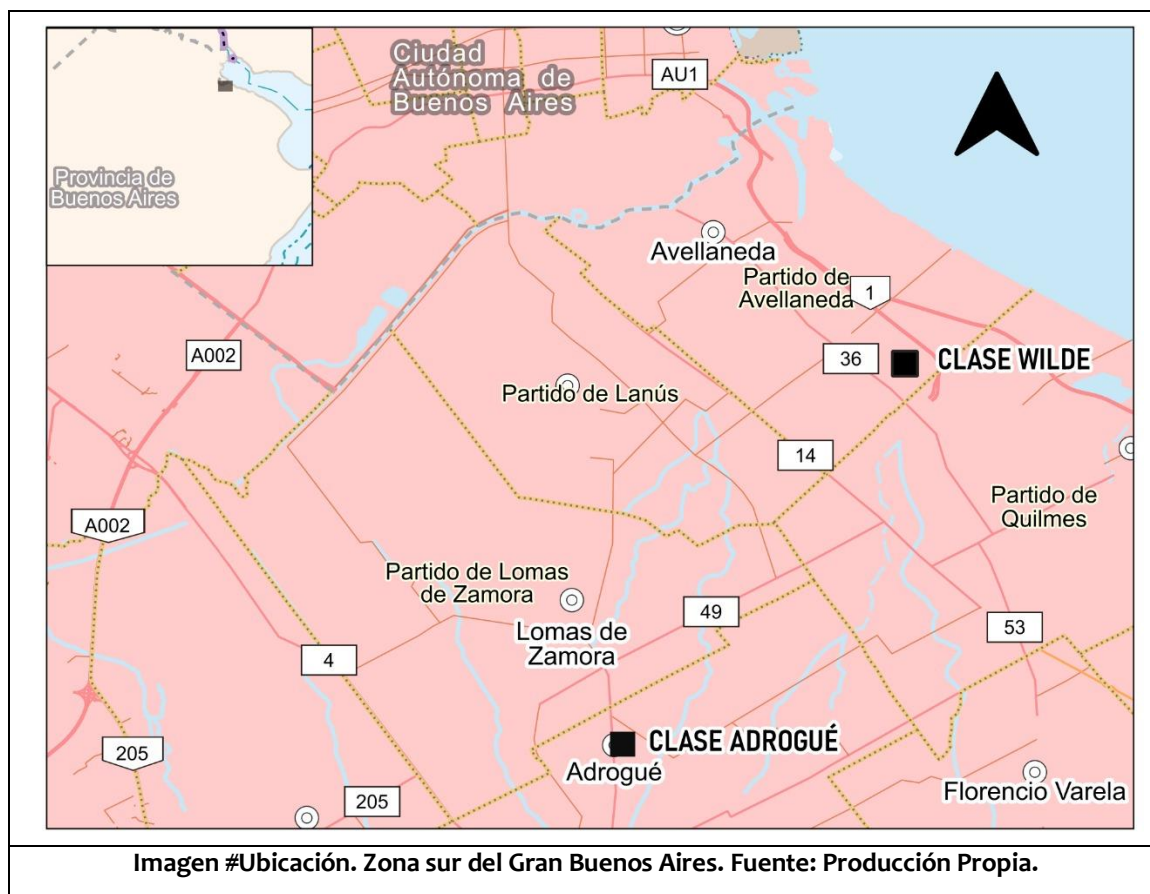 Ciudad
Autónoma de
Buenos Aires
AU1
Provincia de
Buenos Aires
Avellaneda
Partido de
Avellaneda
1
A002
36
CLASE WILDE
Partido de Lanús
14
Partido de
Quilmes
A002
Partido de Lomas
de Zamora
49
Lomas de
Zamora
53
4
CLASE ADROGUÉ
205
Adrogué
Florencio Varela
205
Imagen #Ubicación. Zona sur del Gran Buenos Aires. Fuente: Producción Propia.